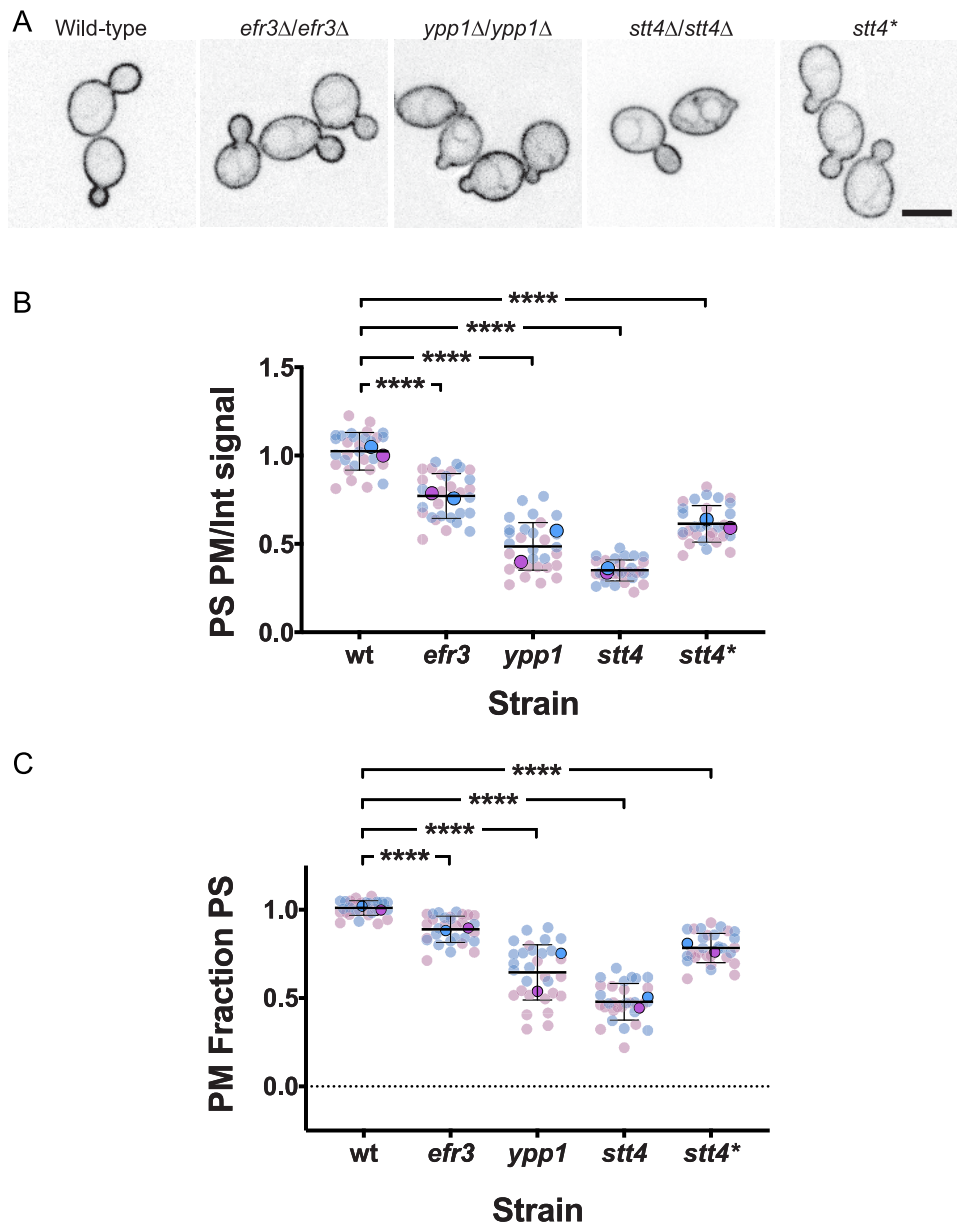 A
Wild-type efr3Δ/efr3Δ ypp1Δ/ypp1Δ stt4Δ/stt4Δ stt4*
B
****
****
****
****
1.5
1.0
0.5
0.0
PS PM/Int signal
wt efr3 ypp1 stt4 stt4*
Strain
C
****
****
****
****
1.0
0.5
0.0
PM Fraction PS
wt efr3 ypp1 stt4 stt4*
Strain